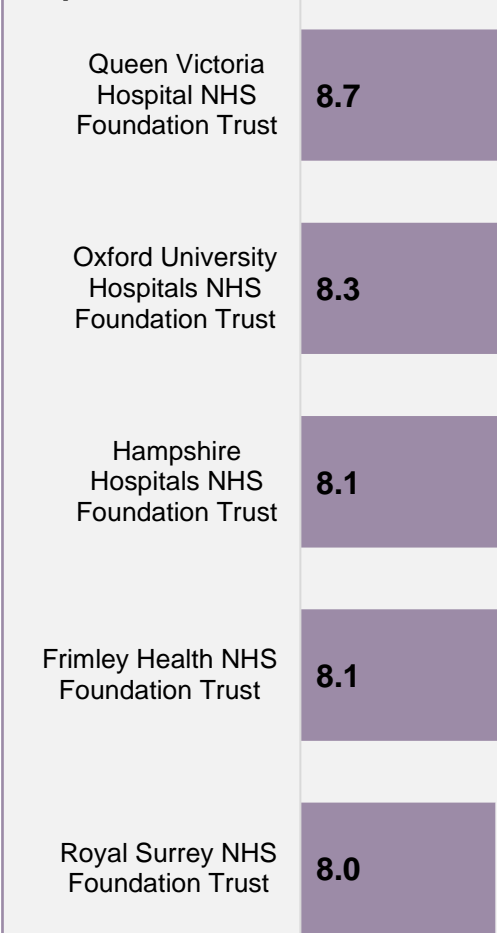 Queen Victoria
Hospital NHS
Foundation Trust
8.7
Oxford University
Hospitals NHS
Foundation Trust
8.3
Hampshire
Hospitals NHS
Foundation Trust
8.1
Frimley Health NHS
Foundation Trust
8.1
Royal Surrey NHS
Foundation Trust
8.0